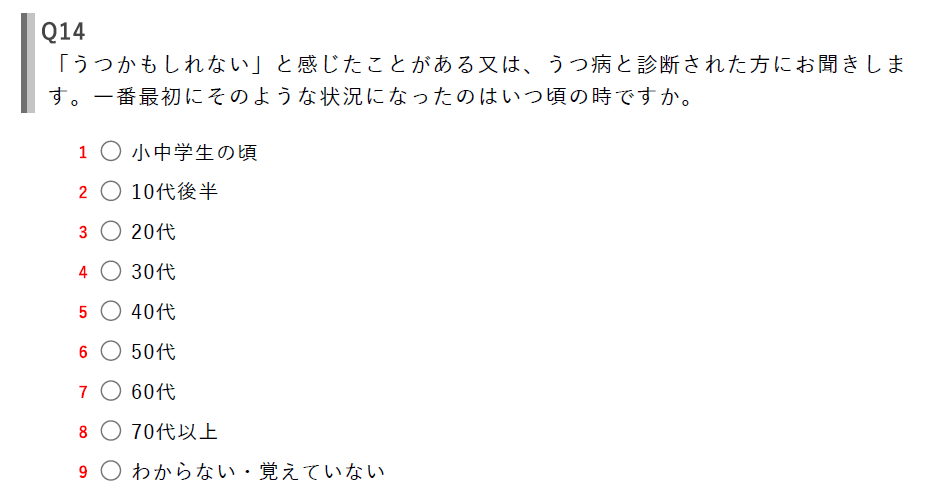 Q14
「うつかもしれない」と感じたことがある又は、うつ病と診断された方にお聞きしま
す。一番最初にそのような状況になったのはいつ頃の時ですか。
1 小中学生の頃
2 10代後半
3 20代
4 30代
5 40代
6 50代
7 60代
8 70代以上
9 わからない・覚えていない